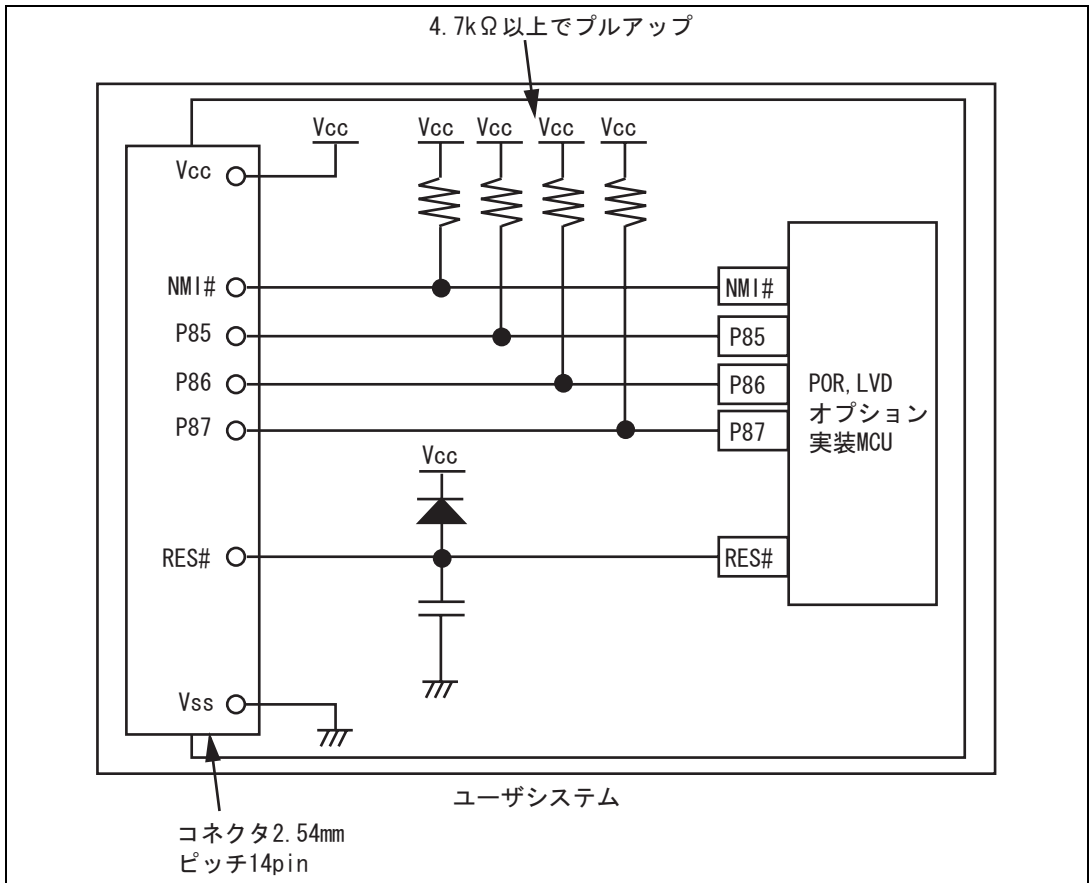 4.7kΩ以上でプルアップ
Vcc Vcc Vcc Vcc Vcc
Vcc
NMI# NMI#
P85 P85
P86 P86
P87 P87
POR, LVD
オプション
実装MCU
Vcc
RES# RES#
Vss
ユーザシステム
コネクタ2.54mm
ピッチ14pin